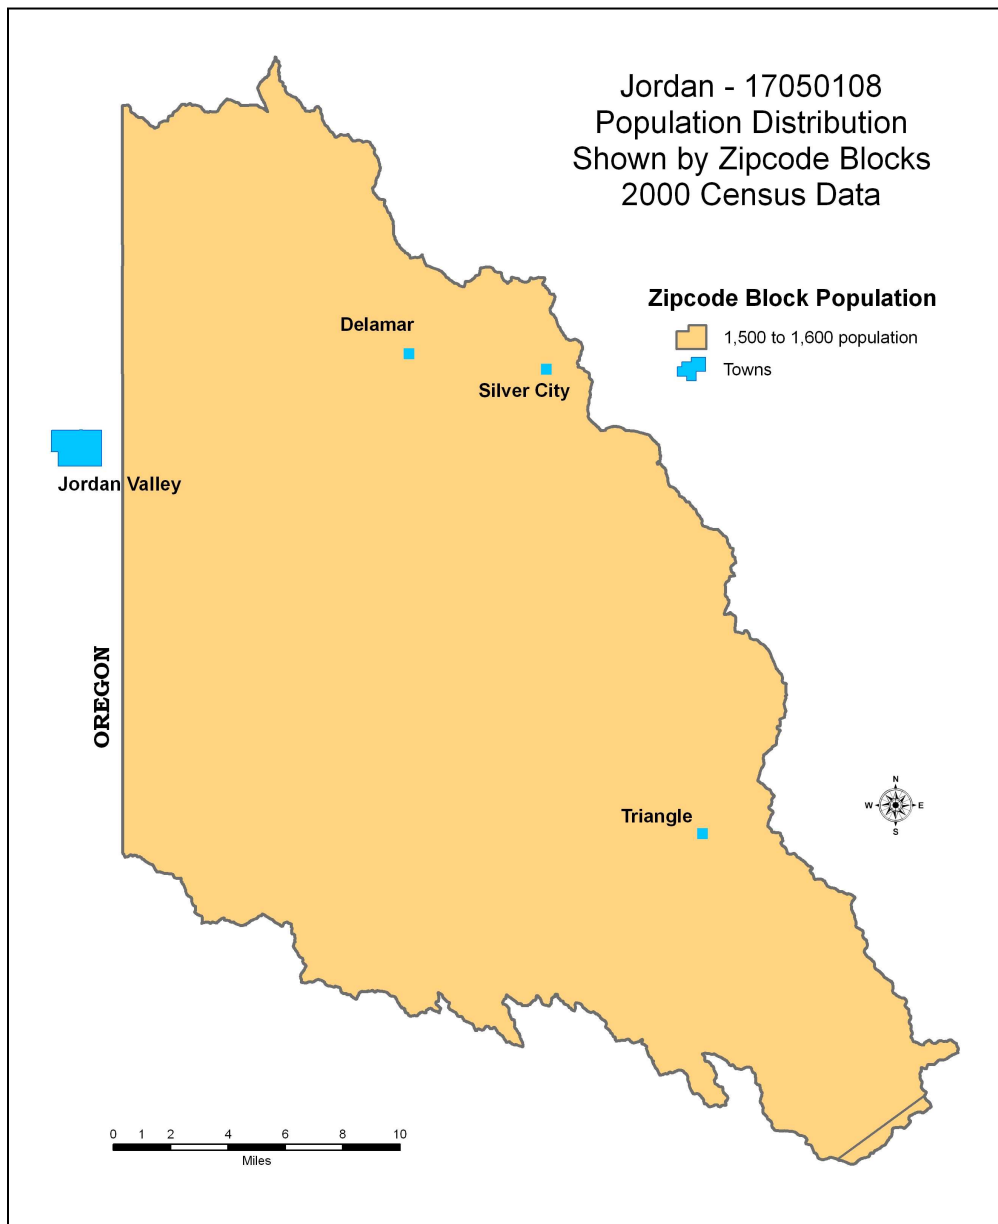 Jordan - 17050108
Population Distribution
Shown by Zipcode Blocks
2000 Census Data
Zipcode Block Population
1,500 to 1,600 population
Towns
Delamar
Silver City
Jordan Valley
OREGON
Triangle
N
W E
S
0 1 2 4 6 8 10
Miles